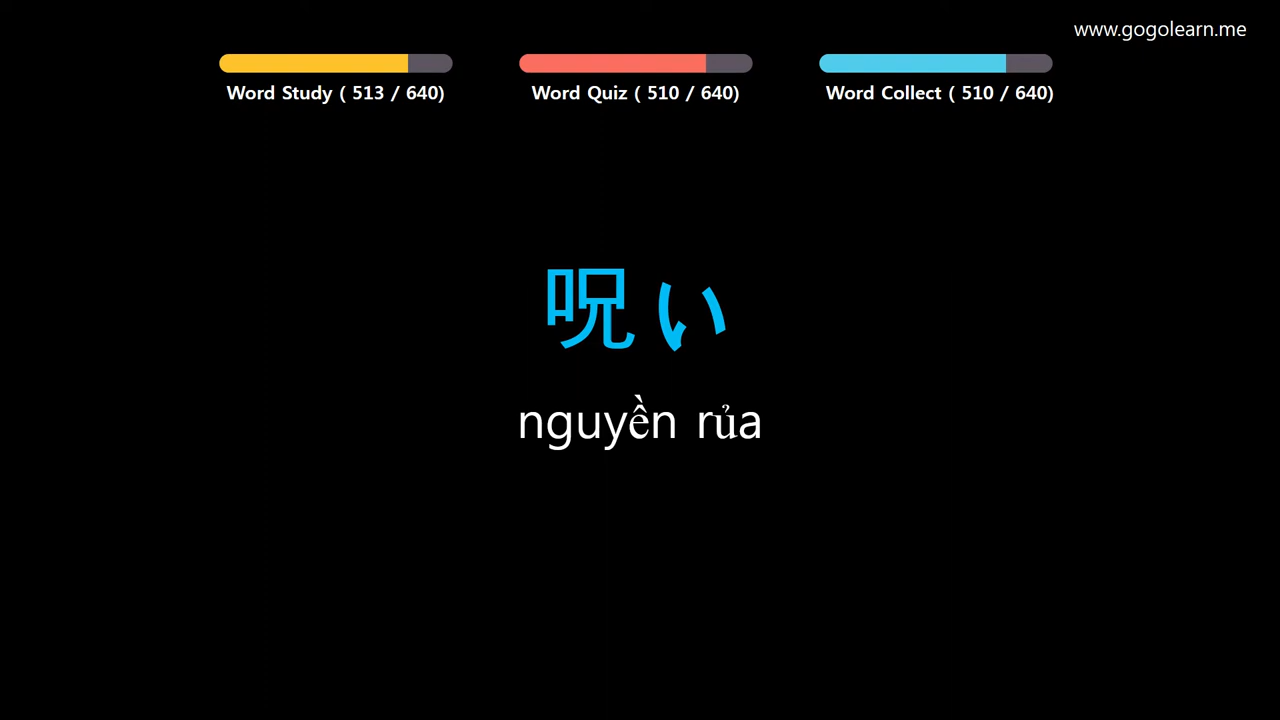 www.gogolearn.me
Word Study ( 513 / 640)
Word Quiz ( 510 / 640)
Word Collect ( 510 / 640)
呪い
nguyền rủa